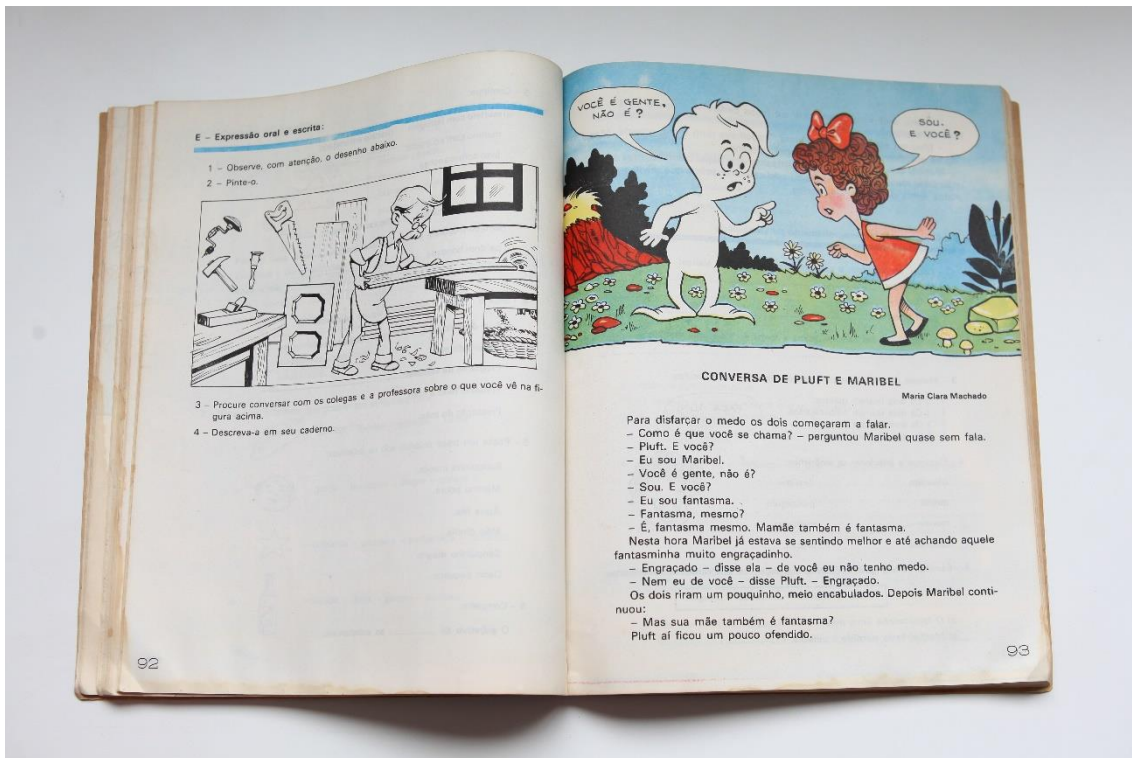 E – Expressão oral e escrita:
1 – Observe, com atenção, o desenho abaixo.
2 – Pinte-o.
3 – Procure conversar com os colegas e a professora sobre o que você vê na fi-
gura acima.
4 – Descreva-a em seu caderno.
92
VOCÊ É GENTE,
NÃO É?
SOU.
E VOCÊ?
CONVERSA DE PLUFT E MARIBEL
Maria Clara Machado
Para disfarçar o medo os dois começaram a falar.
– Como é que você se chama? – perguntou Maribel quase sem fala.
– Pluft. E você?
– Eu sou Maribel.
– Você é gente, não é?
– Sou. E você?
– Eu sou fantasma.
– Fantasma, mesmo?
– Ê, fantasma mesmo. Mamãe também é fantasma.
Nesta hora Maribel já estava se sentindo melhor e até achando aquele
fantasminha muito engraçadinho.
– Engraçado – disse ela – de você eu não tenho medo.
– Nem eu de você – disse Pluft. – Engraçado.
Os dois riram um pouquinho, meio encabulados. Depois Maribel conti-
nuou:
– Mas sua mãe também é fantasma?
Pluft aí ficou um pouco ofendido.
93